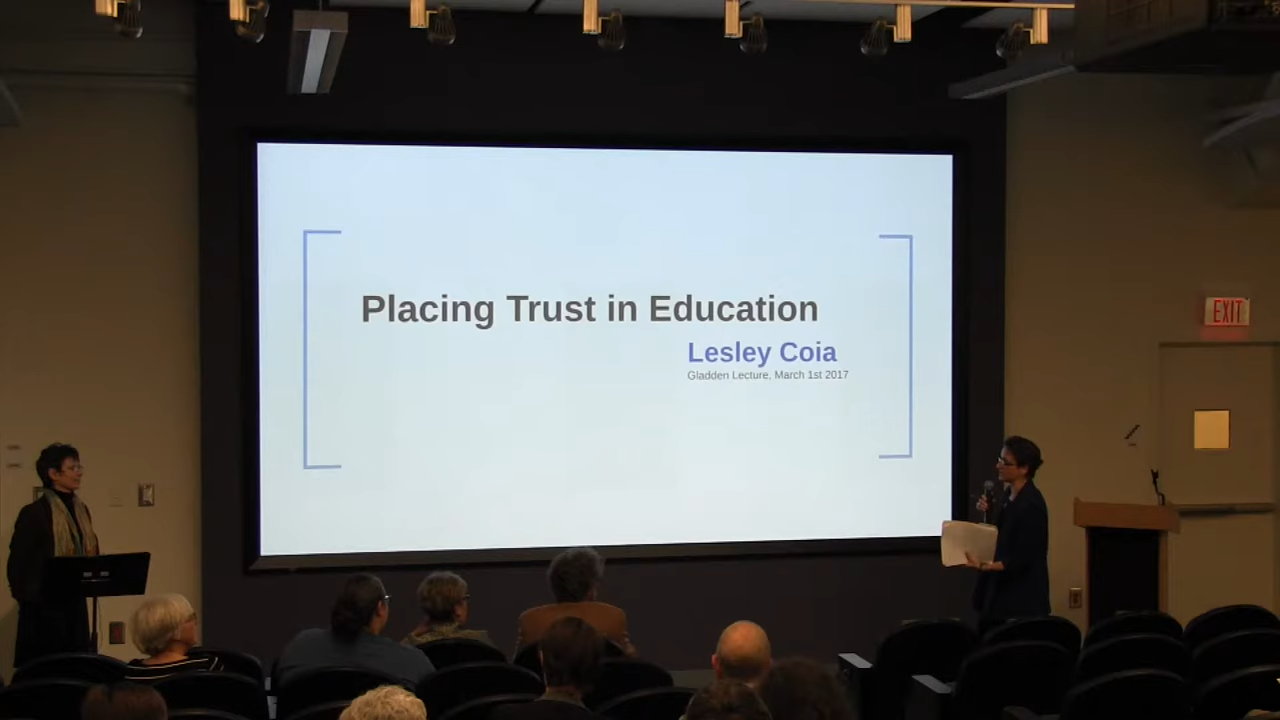 Placing Trust in Education
Lesley Coia
Gladden Lecture, March 1st 2017
EXIT